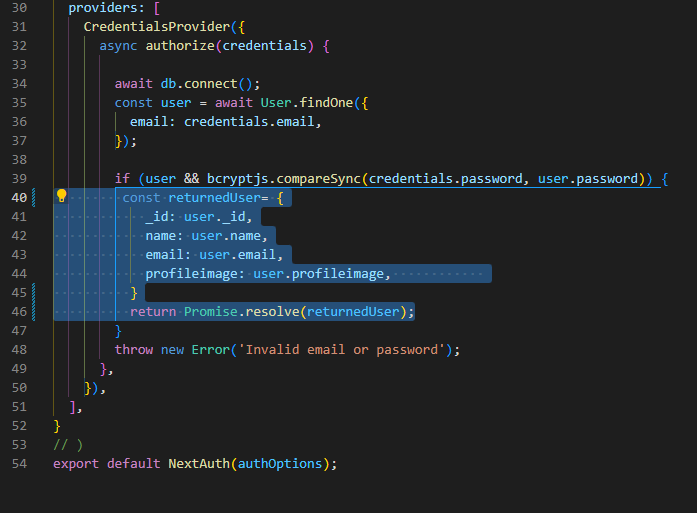 30 providers: [
31 CredentialsProvider({
32 async authorize(credentials) {
33
34 await db.connect();
35 const user = await User.findOne({
36 email: credentials.email,
37 });
38
39 if (user && bcryptjs.compareSync(credentials.password, user.password)) {
40 const returnedUser= {
41 _id: user._id,
42 name: user.name,
43 email: user.email,
44 profileimage: user.profileimage,
45 }
46 return Promise.resolve(returnedUser);
47 }
48 throw new Error('Invalid email or password');
49 },
50 }),
51 ],
52 }
53 // )
54 export default NextAuth(authOptions);